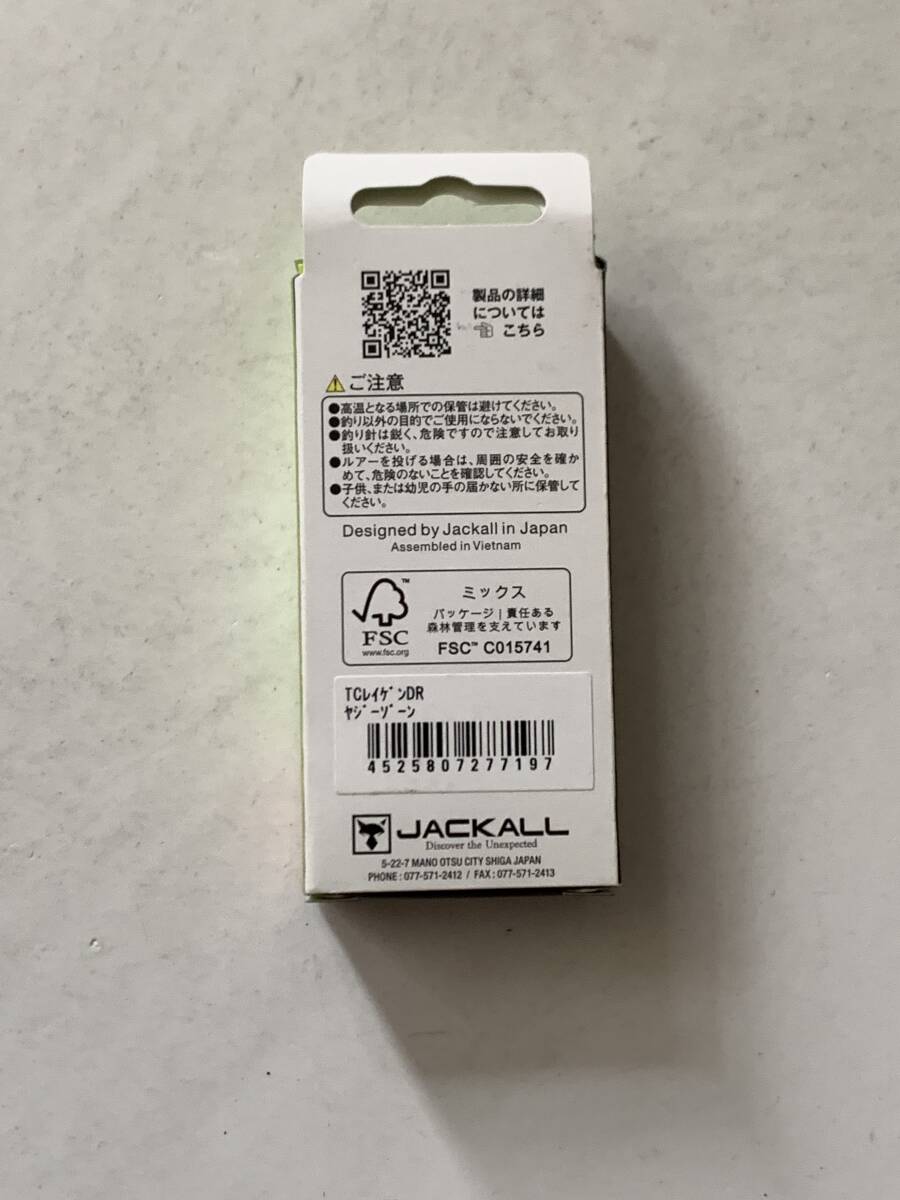 製品の詳細
については
こちら
ご注意
●高温となる場所での保管は避けてください。
●釣り以外の目的でご使用にならないでください。
●釣り針は鋭く、危険ですので注意してお取り
扱いください。
●ルアーを投げる場合は、周囲の安全を確か
めて、危険のないことを確認してください。
●子供、または幼児の手の届かない所に保管して
ください。
Designed by Jackall in Japan
Assembled in Vietnam
FSC
www.fsc.org
ミックス
パッケージ | 責任ある
森林管理を支えています
FSC™ C015741
TCﾚｲｹﾞﾝDR
ﾔｼﾞｰｿﾞｰﾝ
4525807277197
JACKALL
Discover the Unexpected
5-22-7 MANO OTSU CITY SHIGA JAPAN
PHONE : 077-571-2412 / FAX : 077-571-2413